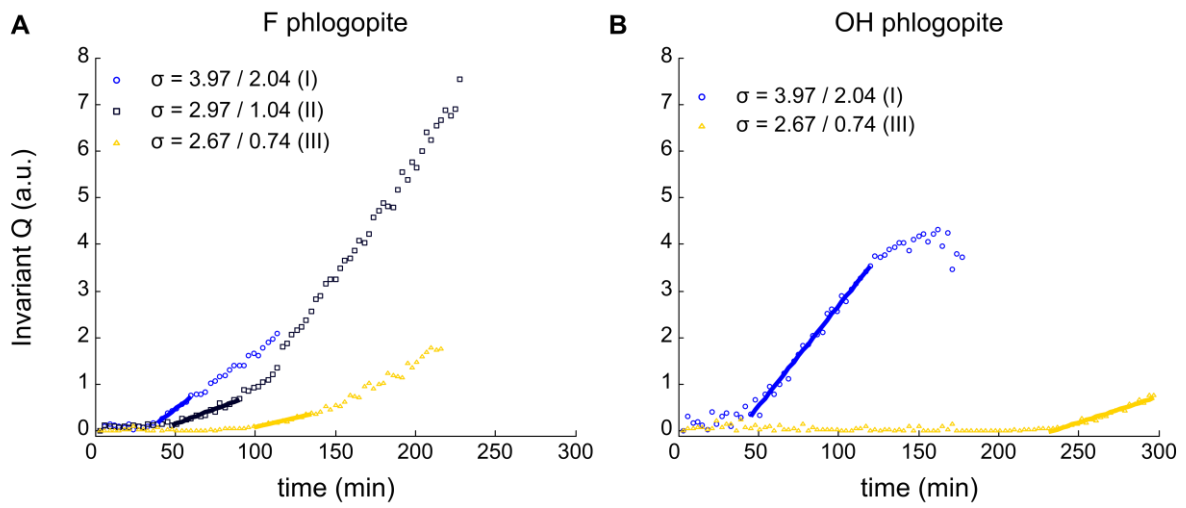 A
F phlogopite
8
7
6
5
4
3
2
1
0
Invariant Q (a.u.)
σ = 3.97 / 2.04 (I)
σ = 2.97 / 1.04 (II)
σ = 2.67 / 0.74 (III)
0 50 100 150 200 250 300
time (min)
B
OH phlogopite
8
7
6
5
4
3
2
1
0
σ = 3.97 / 2.04 (I)
σ = 2.67 / 0.74 (III)
0 50 100 150 200 250 300
time (min)